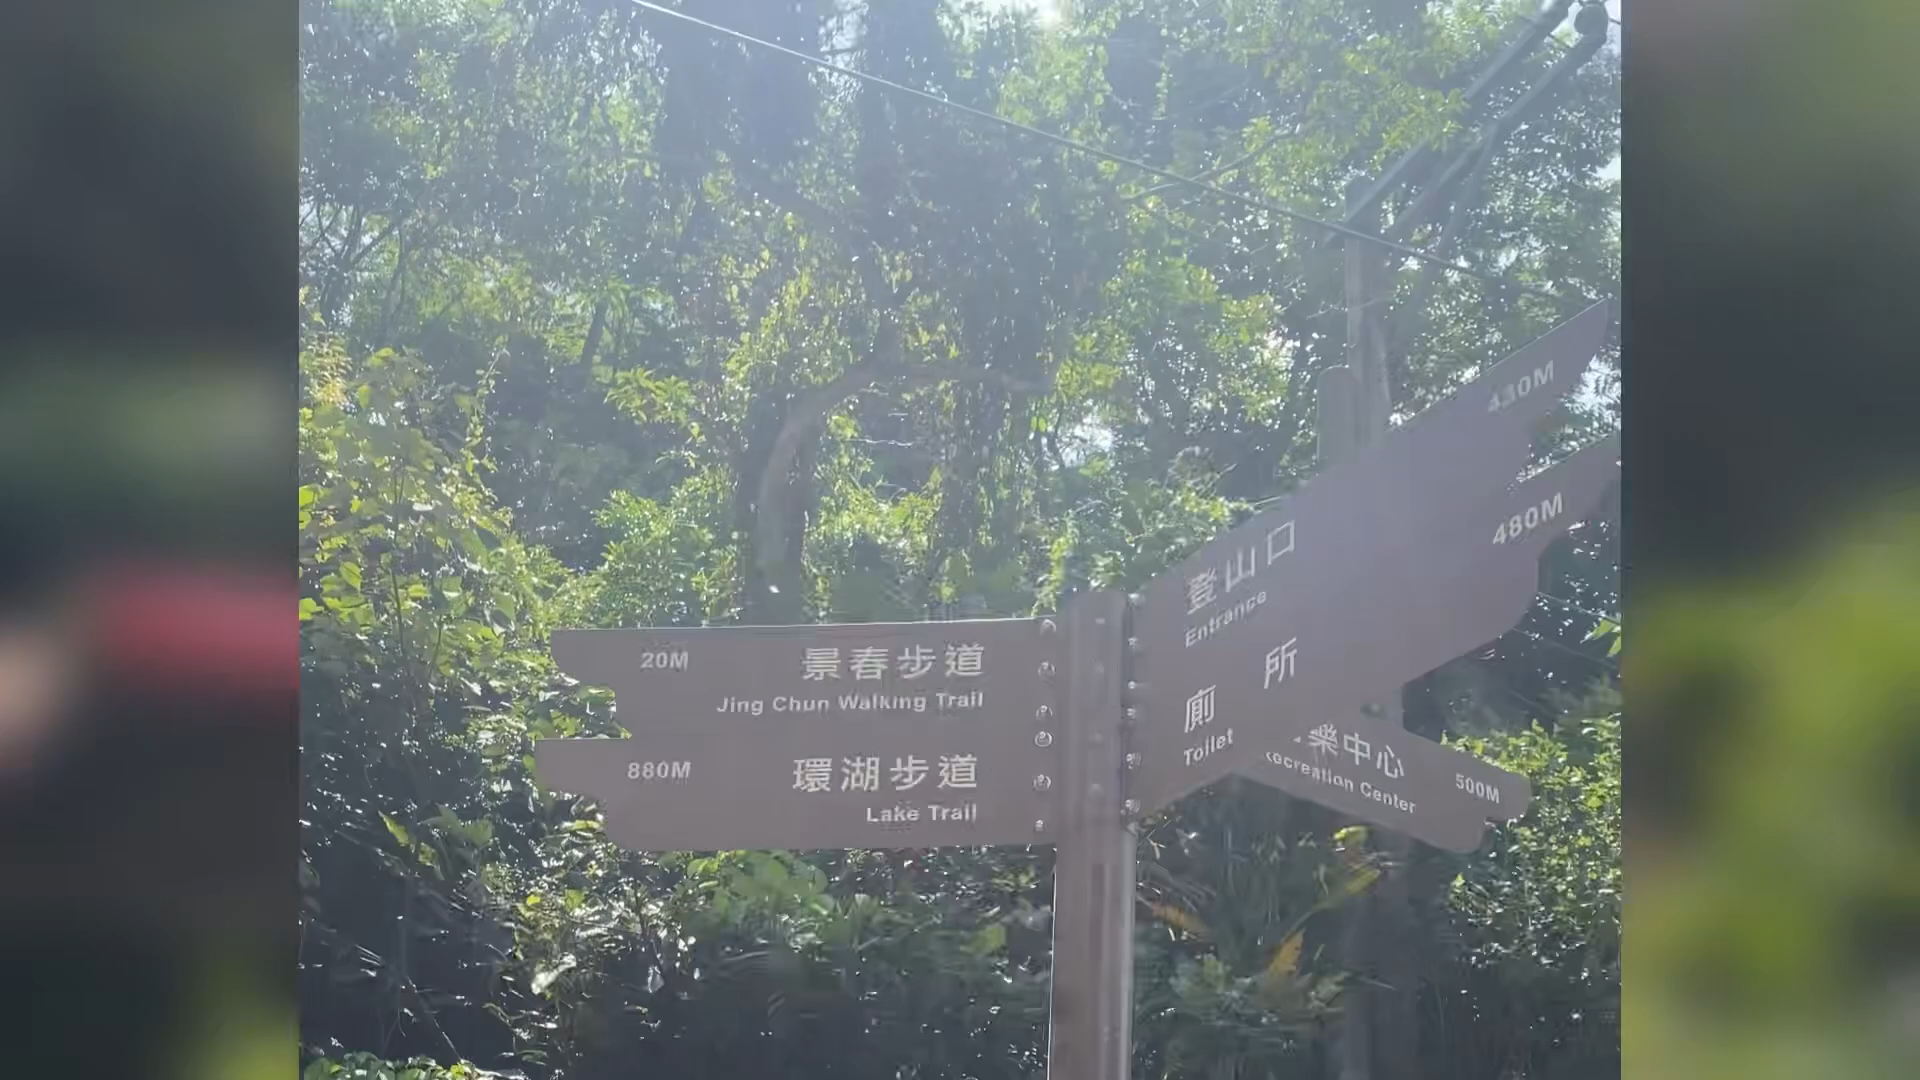 20M 景春步道
Jing Chun Walking Trail
880M 環湖步道
Lake Trail
登山口 430M
Entrance
廁所 480M
Toilet
樂中心 500M
Recreation Center